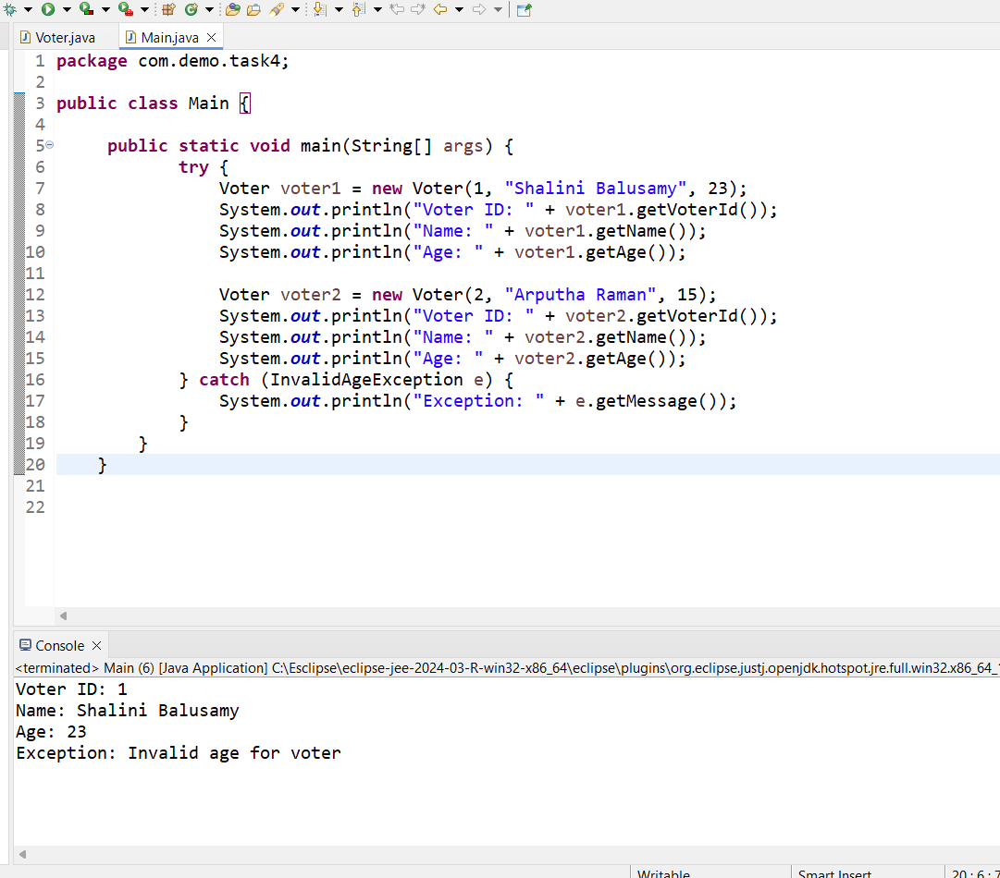 Voter.java Main.java
1 package com.demo.task4;
2
3 public class Main {
4
5 public static void main(String[] args) {
6 try {
7 Voter voter1 = new Voter(1, "Shalini Balusamy", 23);
8 System.out.println("Voter ID: " + voter1.getVoterId());
9 System.out.println("Name: " + voter1.getName());
10 System.out.println("Age: " + voter1.getAge());
11
12 Voter voter2 = new Voter(2, "Arputha Raman", 15);
13 System.out.println("Voter ID: " + voter2.getVoterId());
14 System.out.println("Name: " + voter2.getName());
15 System.out.println("Age: " + voter2.getAge());
16 } catch (InvalidAgeException e) {
17 System.out.println("Exception: " + e.getMessage());
18 }
19 }
20 }
21
22
Console
<terminated> Main (6) [Java Application] C:\Esclipse\eclipse-jee-2024-03-R-win32-x86_64\eclipse\plugins\org.eclipse.justj.openjdk.hotspot.jre.full.win32.x86_64_
Voter ID: 1
Name: Shalini Balusamy
Age: 23
Exception: Invalid age for voter
Writable Smart Insert 20 : 6 : 7